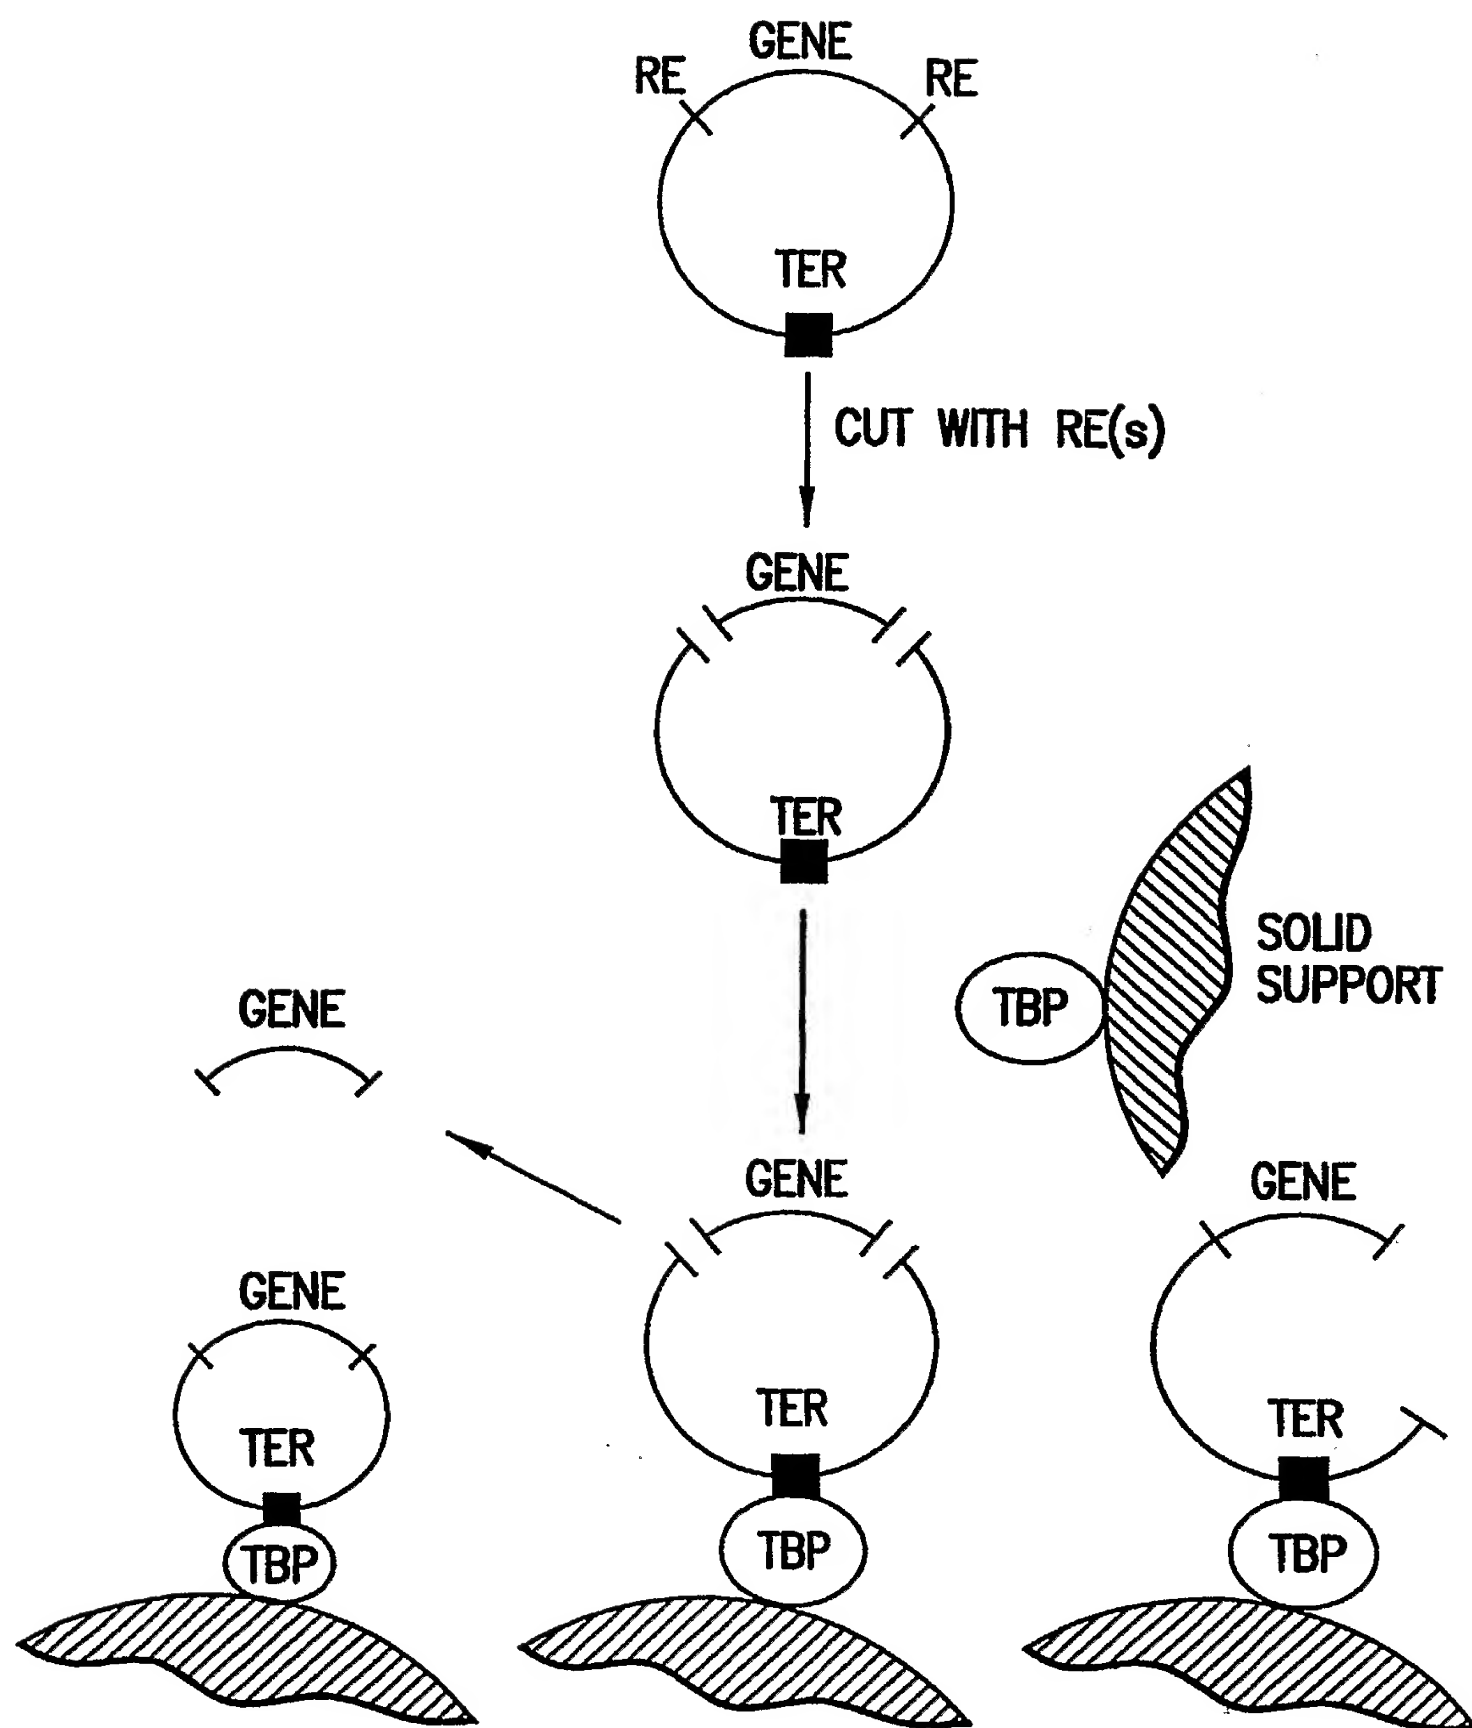 GENE
RE
RE
TER
CUT WITH RE(s)
GENE
TER
SOLID
SUPPORT
TBP
GENE
GENE
GENE
GENE
TER
TER
TER
TBP
TBP
TBP